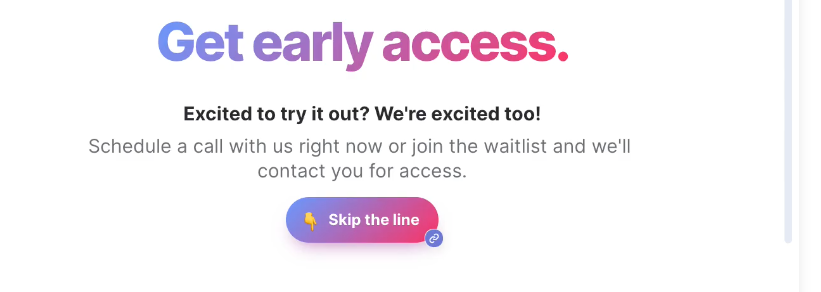 Get early access.
Excited to try it out? We're excited too!
Schedule a call with us right now or join the waitlist and we'll
contact you for access.
👇 Skip the line